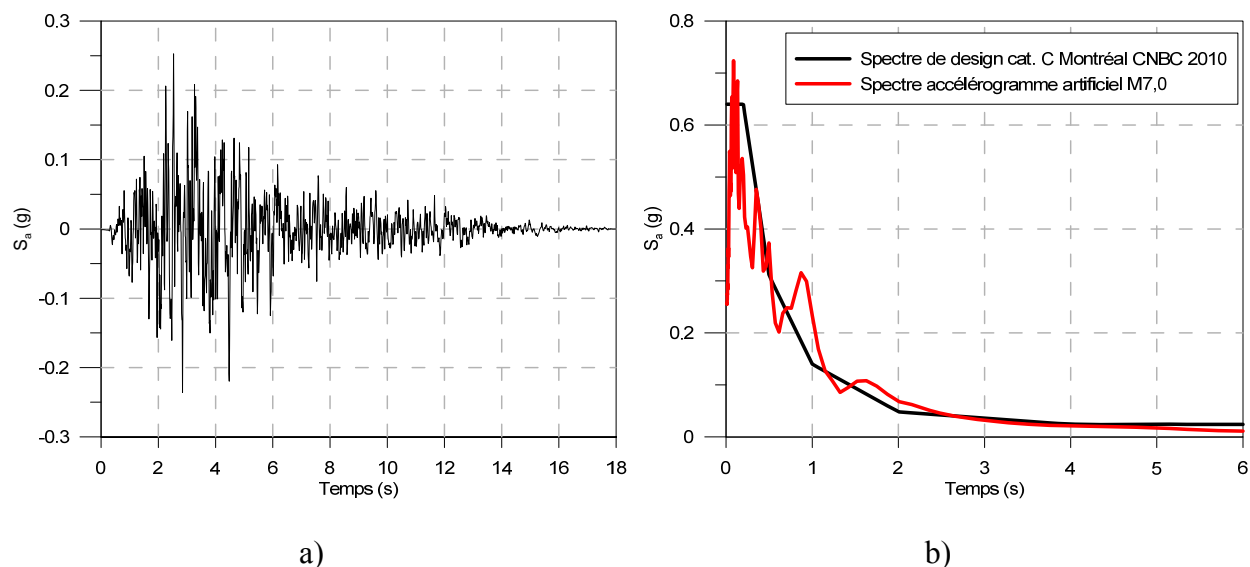 0.3
0.2
0.1
0
-0.1
-0.2
-0.3
Sa (g)
0 2 4 6 8 10 12 14 16 18
Temps (s)
a)
0.8
0.6
0.4
0.2
0
Sa (g)
Spectre de design cat. C Montréal CNBC 2010
Spectre accélérogramme artificiel M7,0
0 1 2 3 4 5 6
Temps (s)
b)